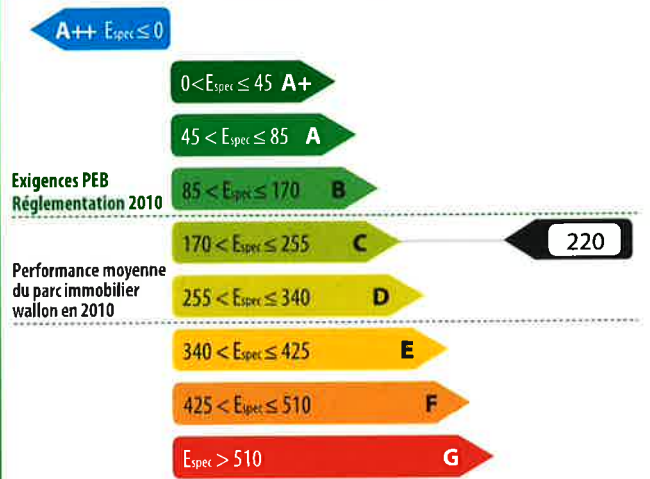 A++ Espec ≤ 0
0 < Espec ≤ 45 A+
45 < Espec ≤ 85 A
Exigences PEB
Réglementation 2010
85 < Espec ≤ 170 B
170 < Espec ≤ 255 C
220
Performance moyenne
du parc immobilier
wallon en 2010
255 < Espec ≤ 340 D
340 < Espec ≤ 425 E
425 < Espec ≤ 510 F
Espec > 510 G